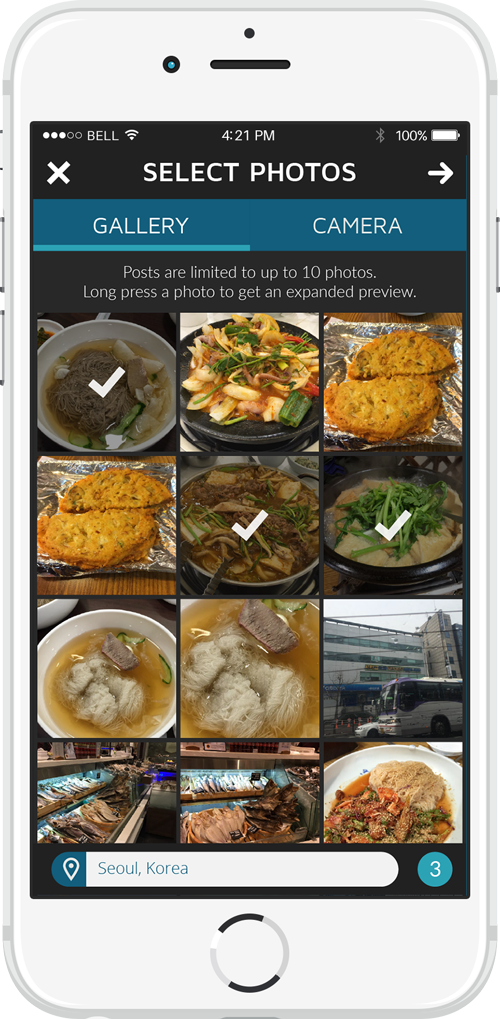 BELL 4:21 PM 100%
SELECT PHOTOS
GALLERY CAMERA
Posts are limited to up to 10 photos.
Long press a photo to get an expanded preview.
Seoul, Korea 3